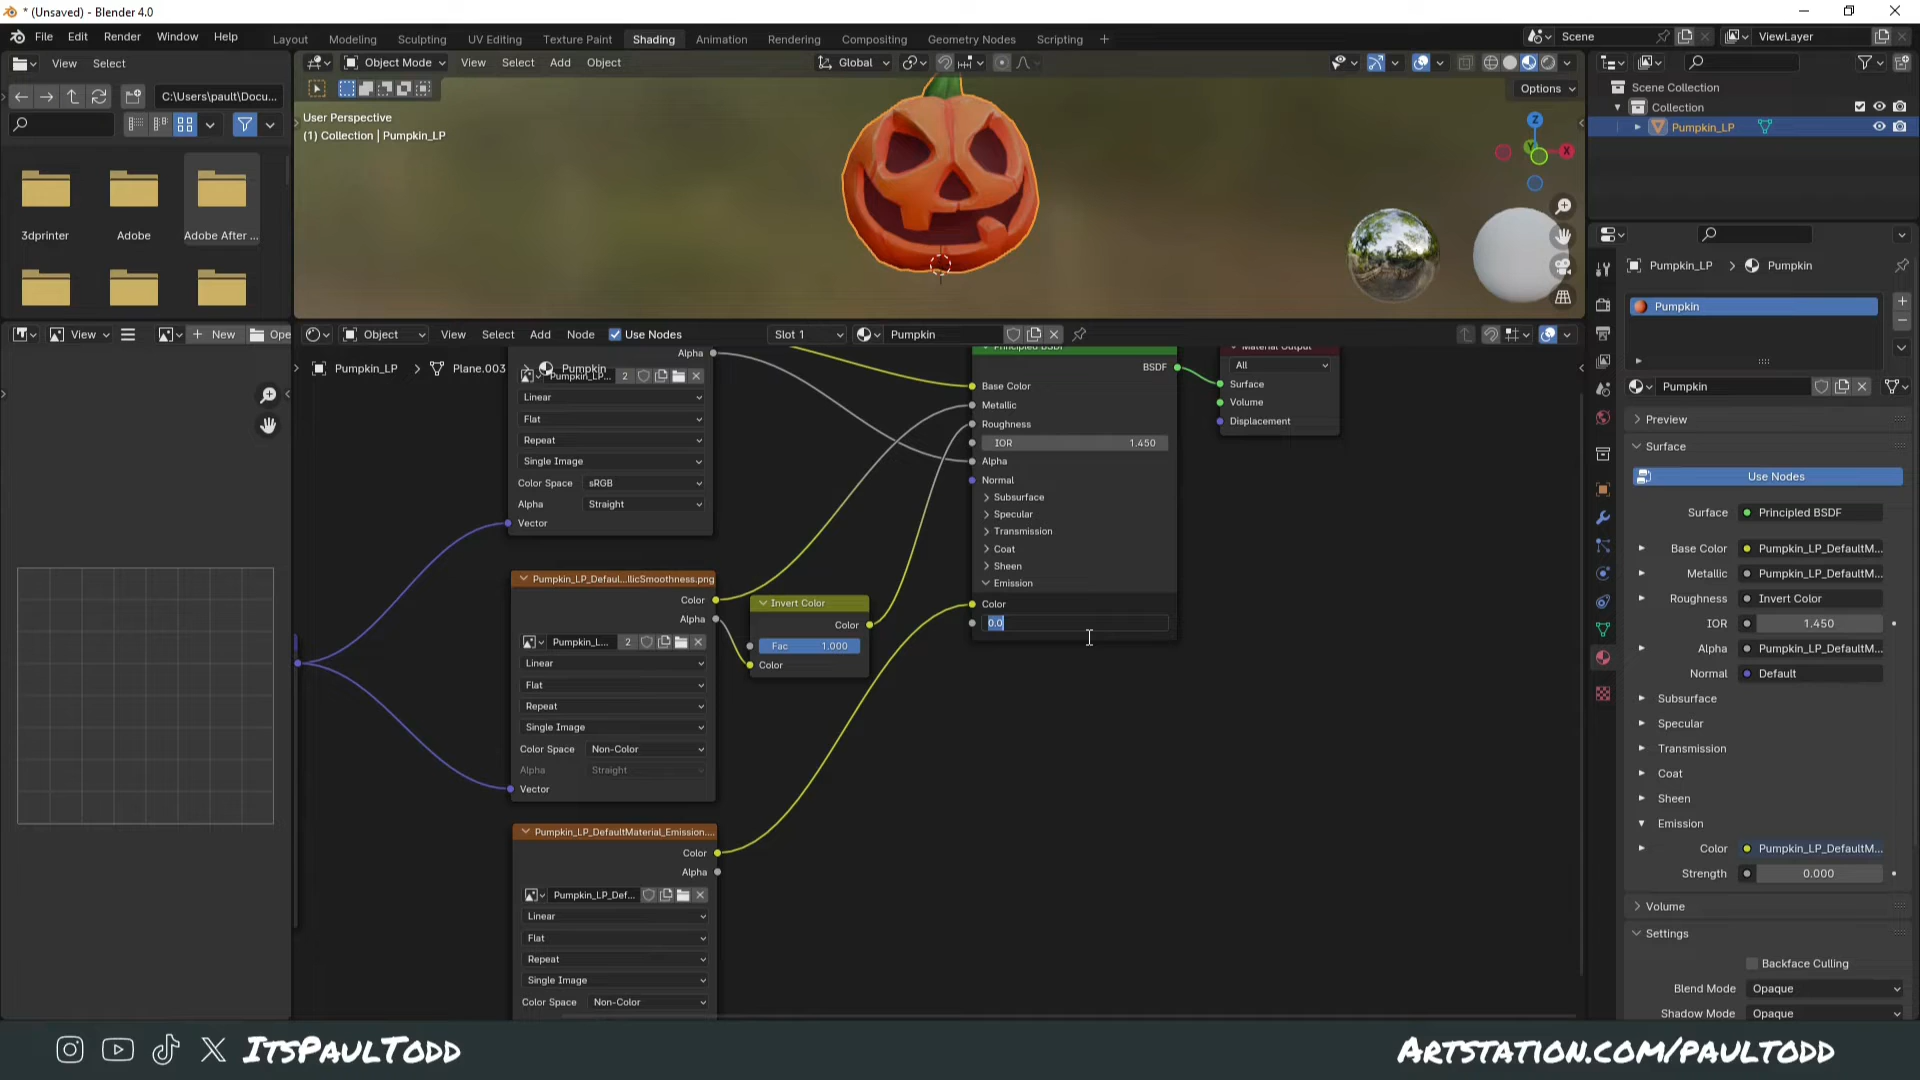 * (Unsaved) - Blender 4.0
File Edit Render Window Help
Layout Modeling Sculpting UV Editing Texture Paint Shading Animation Rendering Compositing Geometry Nodes Scripting +
Scene
ViewLayer
View Select
Object Mode View Select Add Object
Global
C:\Users\pault\Docu...
Options
User Perspective
(1) Collection | Pumpkin_LP
Scene Collection
Collection
Pumpkin_LP
Z
X
3dprinter Adobe Adobe After ...
View New Ope
Object View Select Add Node Use Nodes Slot 1 Pumpkin
Pumpkin_LP > Plane.003 > Pumpkin
Alpha
Pumpkin_LP... 2
Linear
Flat
Repeat
Single Image
Color Space sRGB
Alpha Straight
Vector
Pumpkin_LP_Defaul...llicSmoothness.png
Color
Alpha
Pumpkin_L... 2
Linear
Flat
Repeat
Single Image
Color Space Non-Color
Alpha Straight
Vector
Invert Color
Color
Fac 1.000
Color
Pumpkin_LP_DefaultMaterial_Emission....
Color
Alpha
Pumpkin_LP_Def...
Linear
Flat
Repeat
Single Image
Color Space Non-Color
Principled BSDF
BSDF
Base Color
Metallic
Roughness
IOR 1.450
Alpha
Normal
Subsurface
Specular
Transmission
Coat
Sheen
Emission
Color
0.0
Material Output
All
Surface
Volume
Displacement
Pumpkin_LP > Pumpkin
Pumpkin
Pumpkin
Preview
Surface
Use Nodes
Surface Principled BSDF
Base Color Pumpkin_LP_DefaultM...
Metallic Pumpkin_LP_DefaultM...
Roughness Invert Color
IOR 1.450
Alpha Pumpkin_LP_DefaultM...
Normal Default
Subsurface
Specular
Transmission
Coat
Sheen
Emission
Color Pumpkin_LP_DefaultM...
Strength 0.000
Volume
Settings
Backface Culling
Blend Mode Opaque
Shadow Mode Opaque
ItsPaulTodd
Artstation.com/paultodd